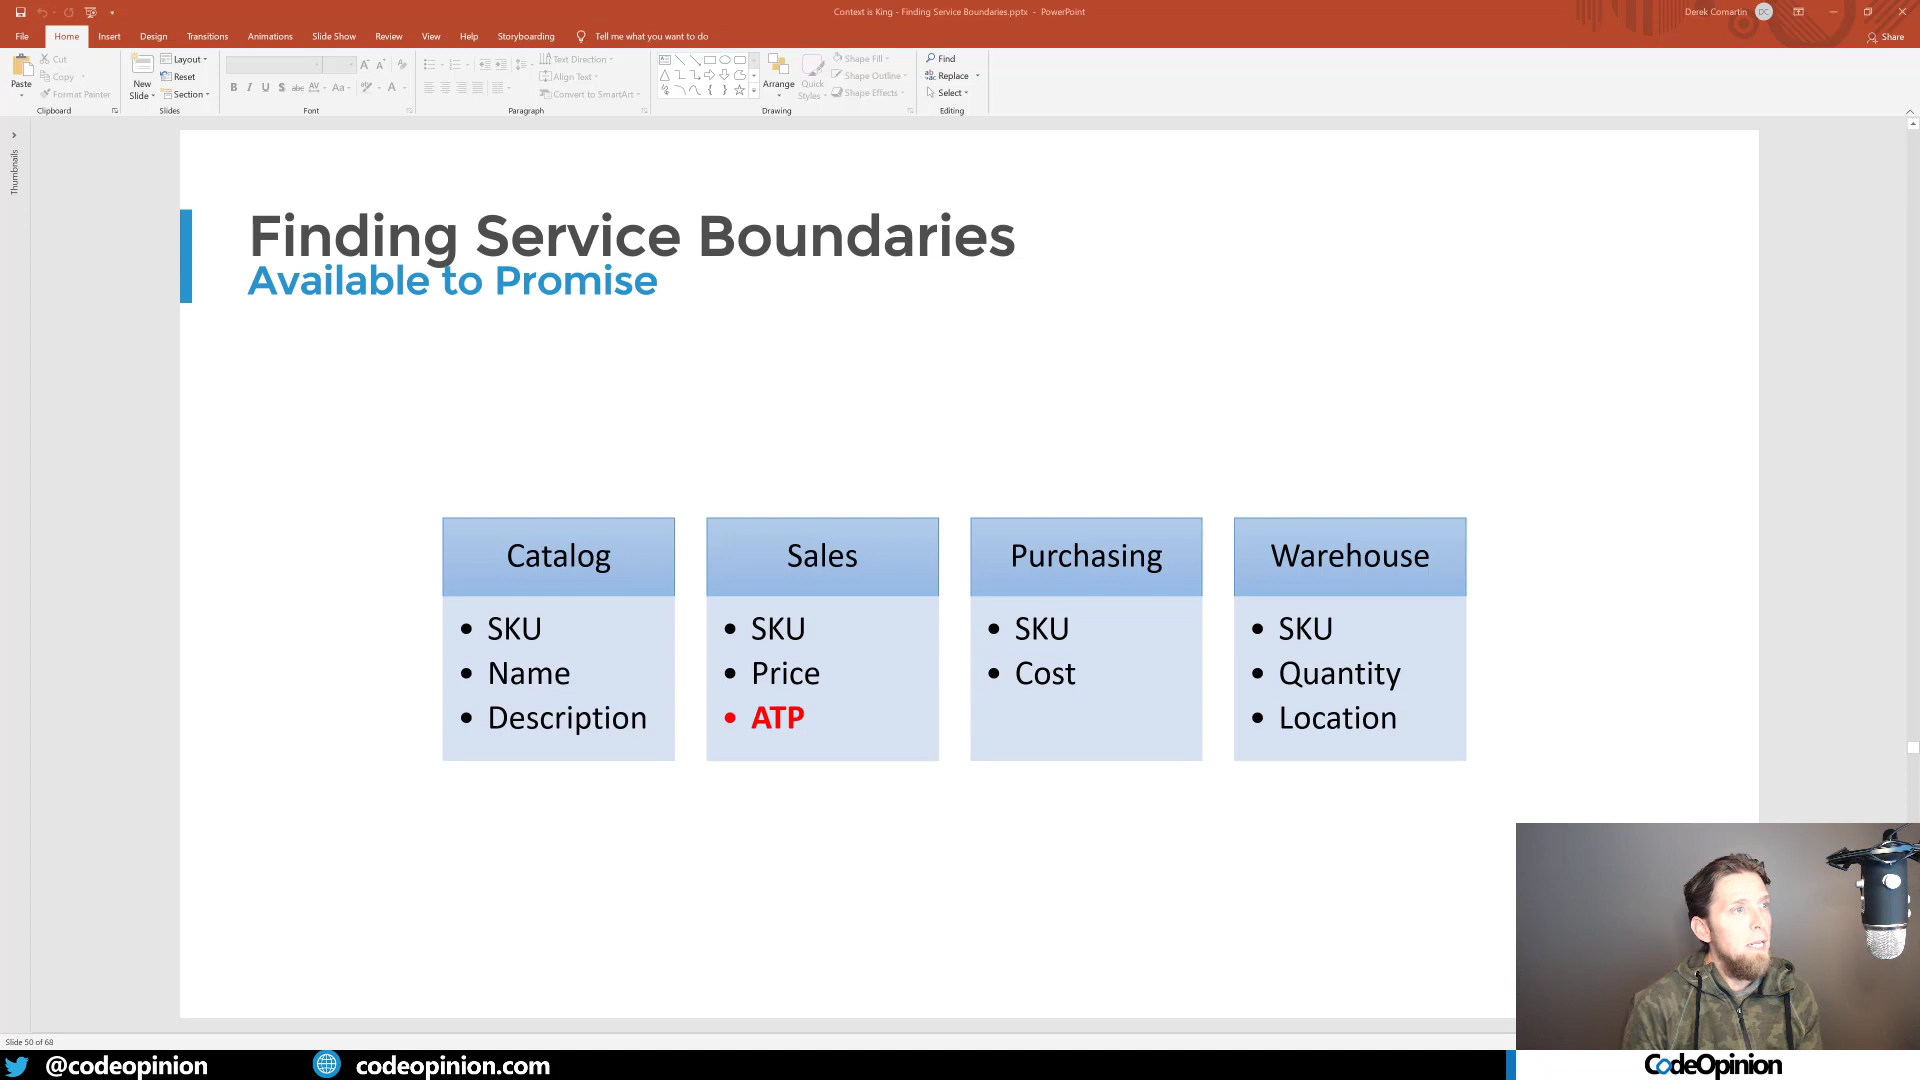 Context is King - Finding Service Boundaries.pptx - PowerPoint
Derek Comartin
DC
File
Home
Insert
Design
Transitions
Animations
Slide Show
Review
View
Help
Storyboarding
Tell me what you want to do
Share
Paste
Cut
Copy
Format Painter
Clipboard
New
Slide
Layout
Reset
Section
Slides
B I U S abc AV Aa A
Font
Text Direction
Align Text
Convert to SmartArt
Paragraph
Arrange
Quick
Styles
Shape Fill
Shape Outline
Shape Effects
Drawing
Find
Replace
Select
Editing
Thumbnails
Finding Service Boundaries
Available to Promise
Catalog
• SKU
• Name
• Description
Sales
• SKU
• Price
• ATP
Purchasing
• SKU
• Cost
Warehouse
• SKU
• Quantity
• Location
Slide 50 of 68
@codeopinion
codeopinion.com
CodeOpinion